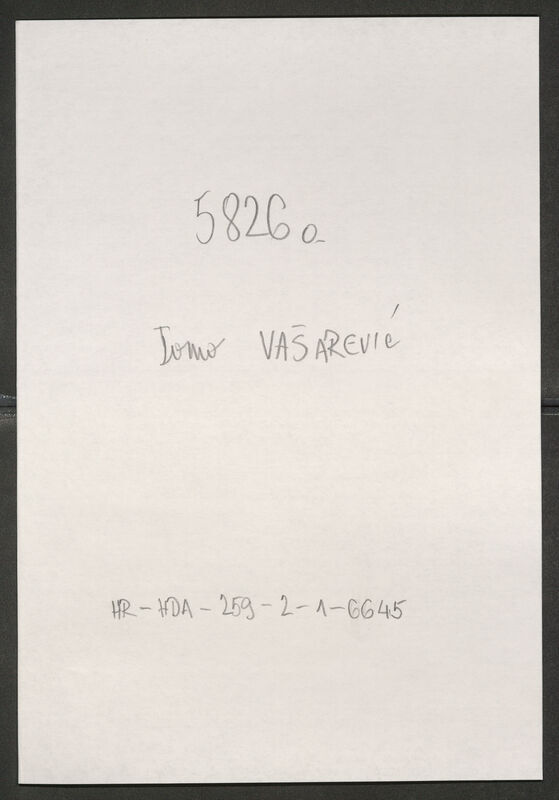 5826 a
Tomo VAŠAREVIĆ
HR-HDA-259-2-1-6645